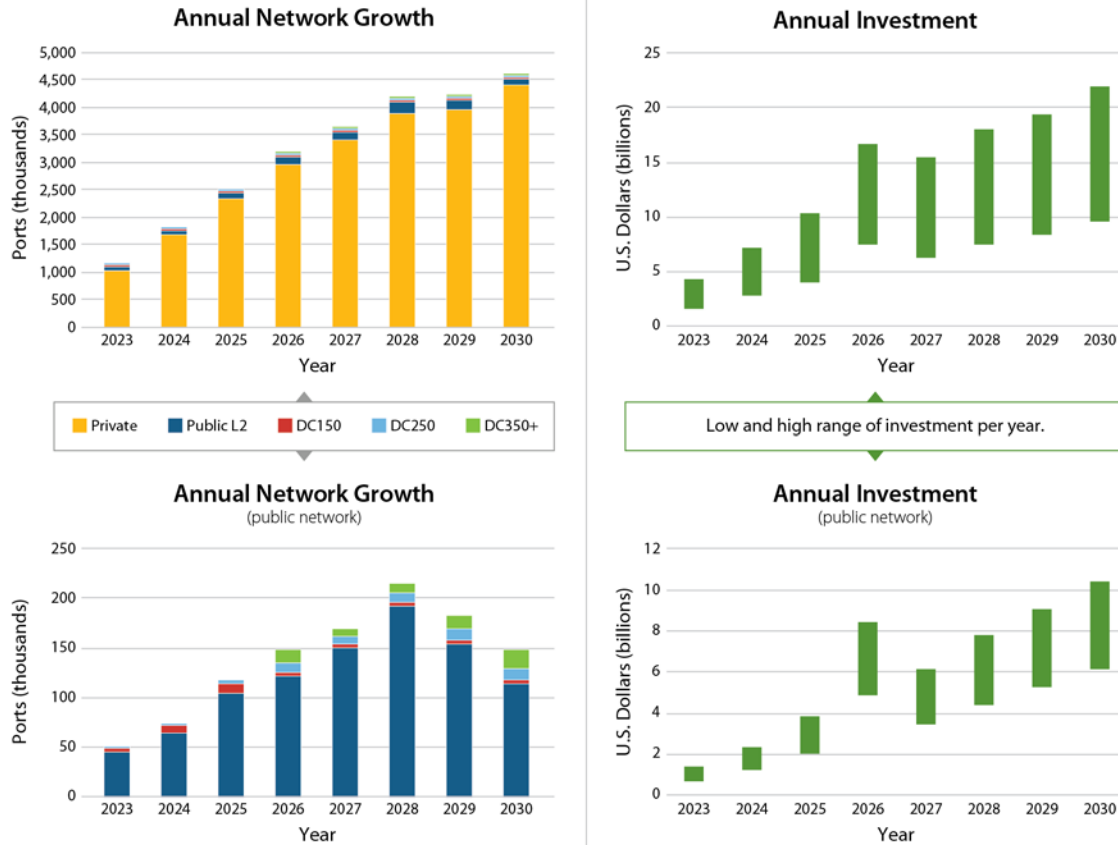 Annual Network Growth
Ports (thousands)
5,000
4,500
4,000
3,500
3,000
2,500
2,000
1,500
1,000
500
0
2023 2024 2025 2026 2027 2028 2029 2030
Year
Annual Investment
U.S. Dollars (billions)
25
20
15
10
5
0
2023 2024 2025 2026 2027 2028 2029 2030
Year
Private Public L2 DC150 DC250 DC350+
Low and high range of investment per year.
Annual Network Growth
(public network)
Ports (thousands)
250
200
150
100
50
0
2023 2024 2025 2026 2027 2028 2029 2030
Year
Annual Investment
(public network)
U.S. Dollars (billions)
12
10
8
6
4
2
0
2023 2024 2025 2026 2027 2028 2029 2030
Year